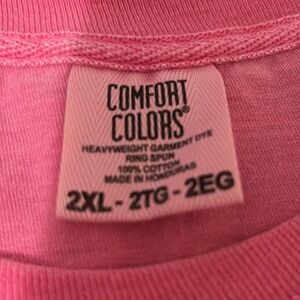 COMFORT
COLORS®
HEAVYWEIGHT GARMENT DYE
RING SPUN
100% COTTON
MADE IN HONDURAS
2XL - 2TG - 2EG